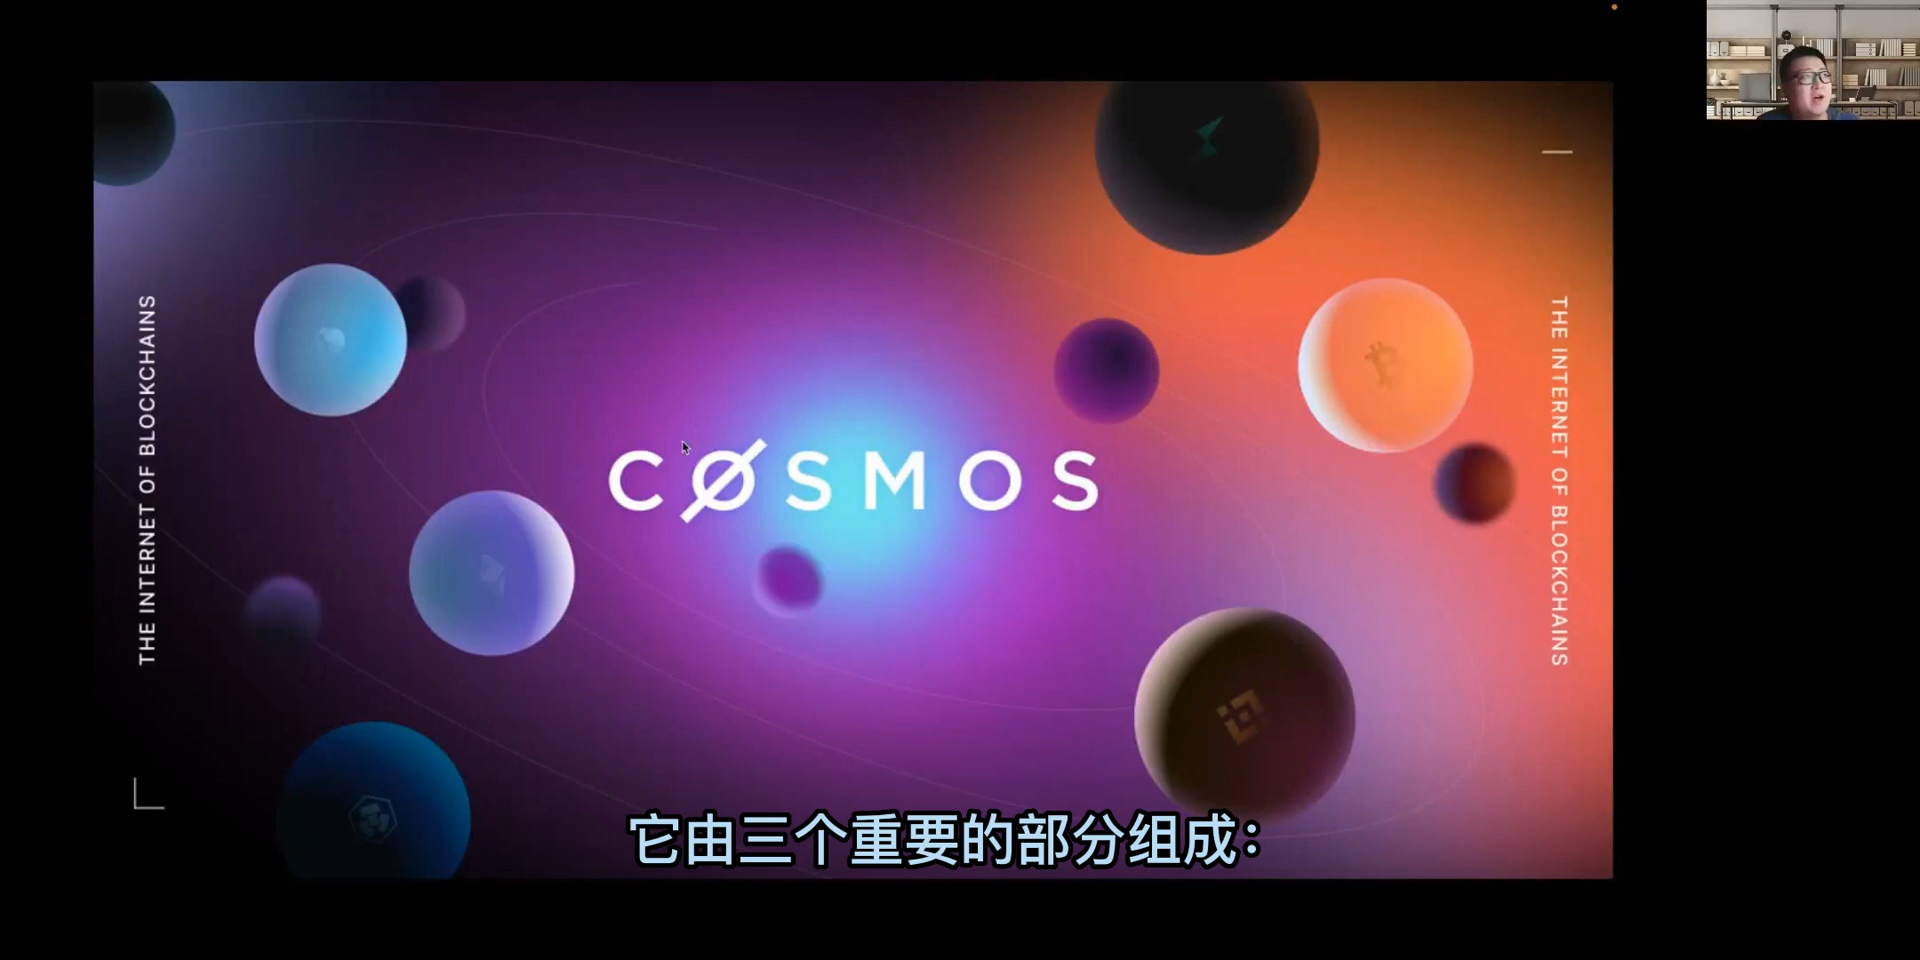 THE INTERNET OF BLOCKCHAINS
CØSMOS
THE INTERNET OF BLOCKCHAINS
它由三个重要的部分组成：